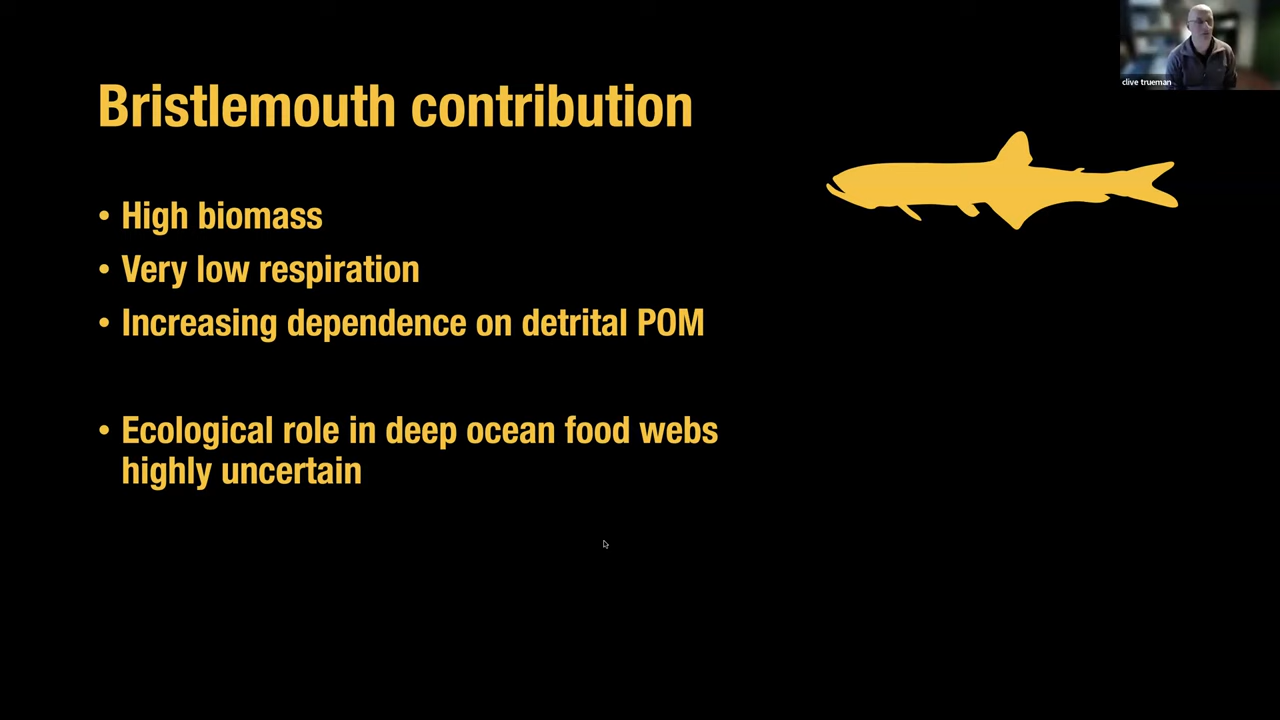 clive trueman
Bristlemouth contribution
• High biomass
• Very low respiration
• Increasing dependence on detrital POM
• Ecological role in deep ocean food webs
highly uncertain